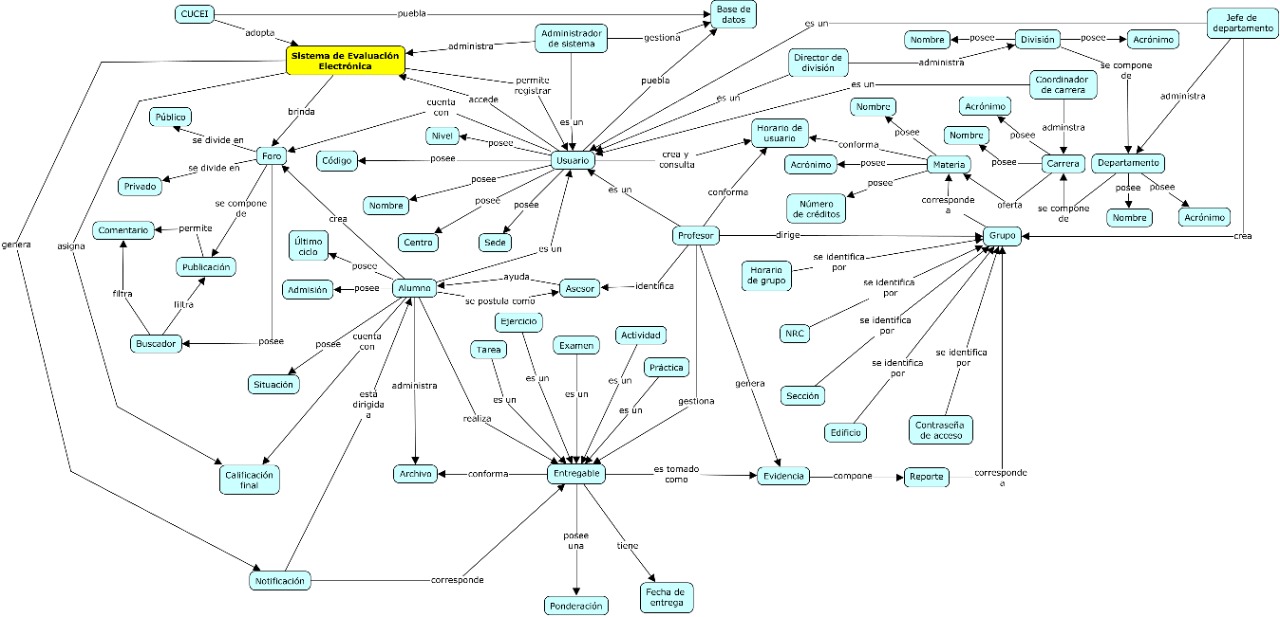 CUCEI
puebla
Base de
datos
Jefe de
departamento
es un
adopta
Administrador
de sistema
gestiona
administra
Sistema de Evaluación
Electrónica
Nombre
posee
División
posee
Acrónimo
Director de
división
administra
es un
se compone
de
Coordinador
de carrera
es un
permite
registrar
puebla
administra
brinda
accede
cuenta
con
Público
se divide en
Foro
se divide en
Privado
Nivel
posee
es un
Código
posee
Usuario
crea y
consulta
Horario de
usuario
conforma
Nombre
posee
Acrónimo
posee
Nombre
posee
adminstra
Acrónimo
posee
Materia
Carrera
Departamento
posee
Número
de créditos
posee
Nombre
posee
Centro
posee
Sede
es un
conforma
corresponde
a
oferta
se compone
de
posee
Nombre
posee
Acrónimo
se compone
de
crea
Comentario
permite
Publicación
genera
asigna
Último
ciclo
posee
es un
Profesor
dirige
Grupo
crea
filtra
filtra
Buscador
posee
Admisión
posee
Alumno
ayuda
se postula como
Asesor
identifica
Horario
de grupo
se identifica
por
se identifica
por
NRC
se identifica
por
se identifica
por
se identifica
por
Sección
Edificio
Contraseña
de acceso
posee
Situación
cuenta
con
está
dirigida
a
administra
realiza
Ejercicio
Tarea
Examen
Actividad
Práctica
es un
es un
es un
es un
es un
gestiona
genera
Calificación
final
Archivo
conforma
Entregable
es tomado
como
Evidencia
compone
Reporte
corresponde
a
posee
una
tiene
Notificación
corresponde
Ponderación
Fecha de
entrega